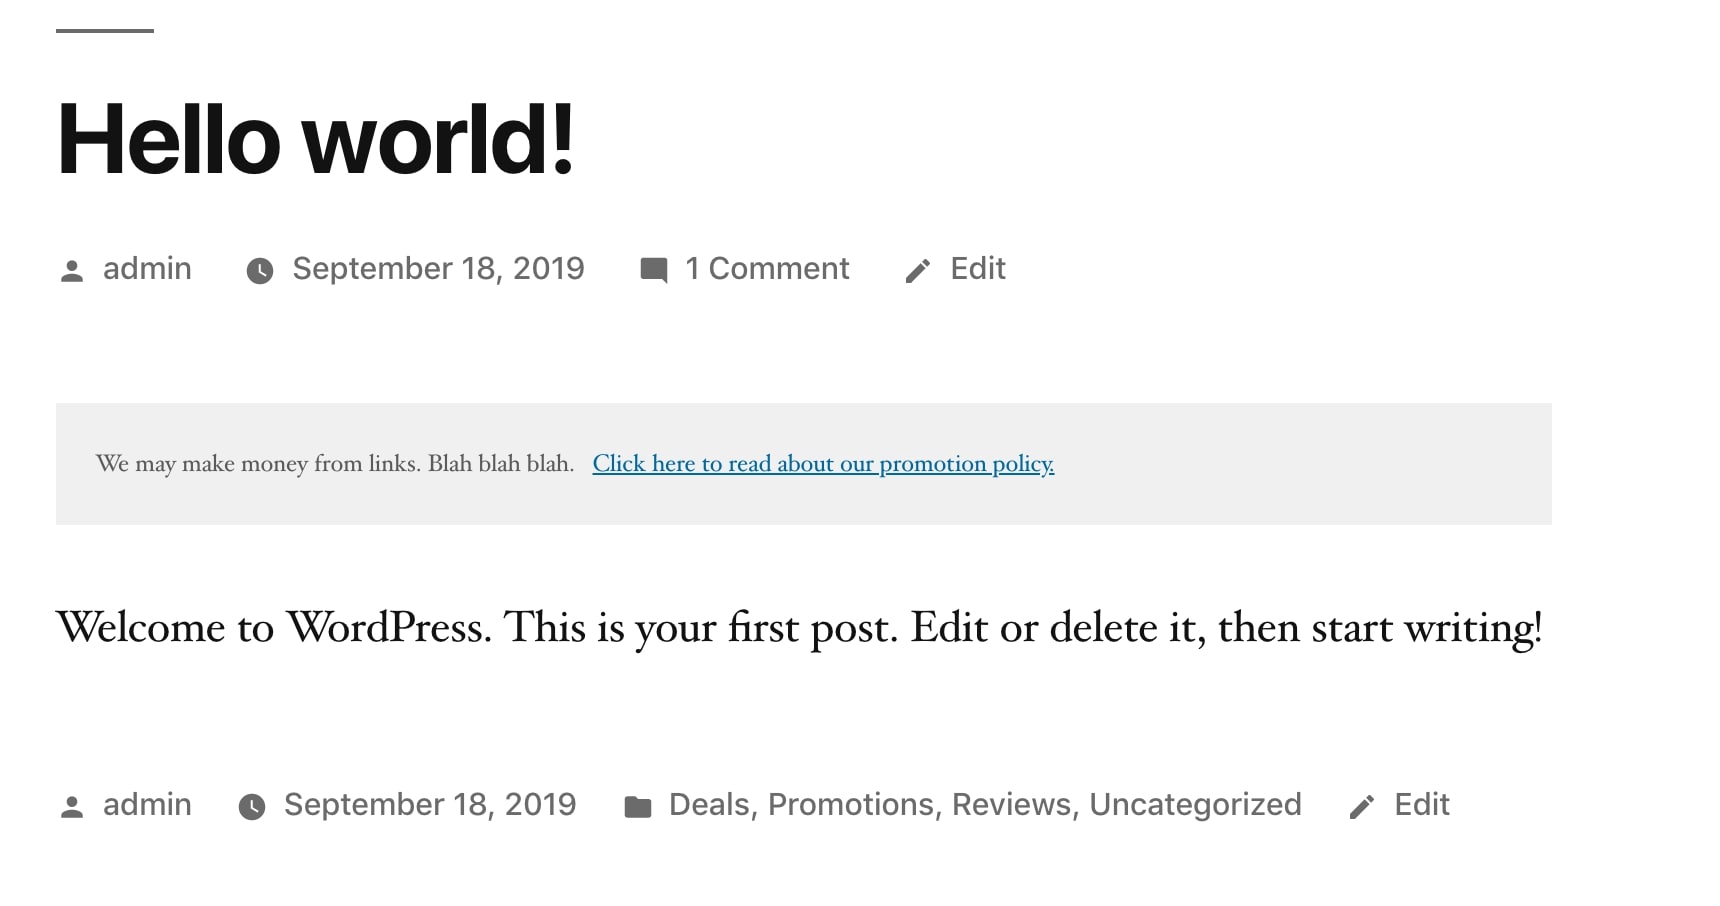 Hello world!
admin September 18, 2019 1 Comment Edit
We may make money from links. Blah blah blah. Click here to read about our promotion policy.
Welcome to WordPress. This is your first post. Edit or delete it, then start writing!
admin September 18, 2019 Deals, Promotions, Reviews, Uncategorized Edit